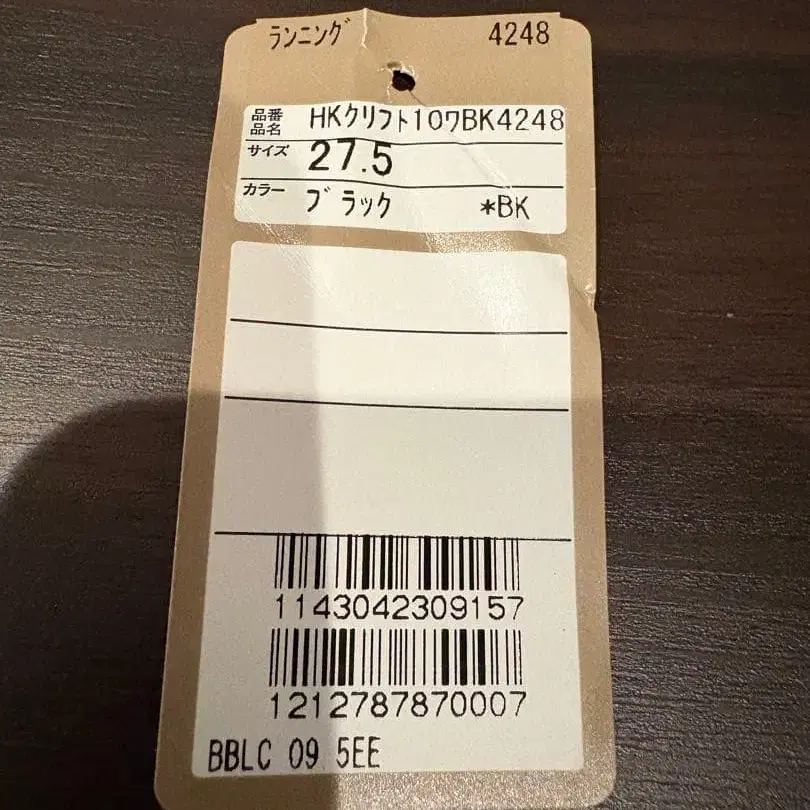 ランニング 4248
品番
品名 HKクリフト10ワBK4248
サイズ 27.5
カラー ブラック *BK
1143042309157
1212787870007
BBLC 09.5EE